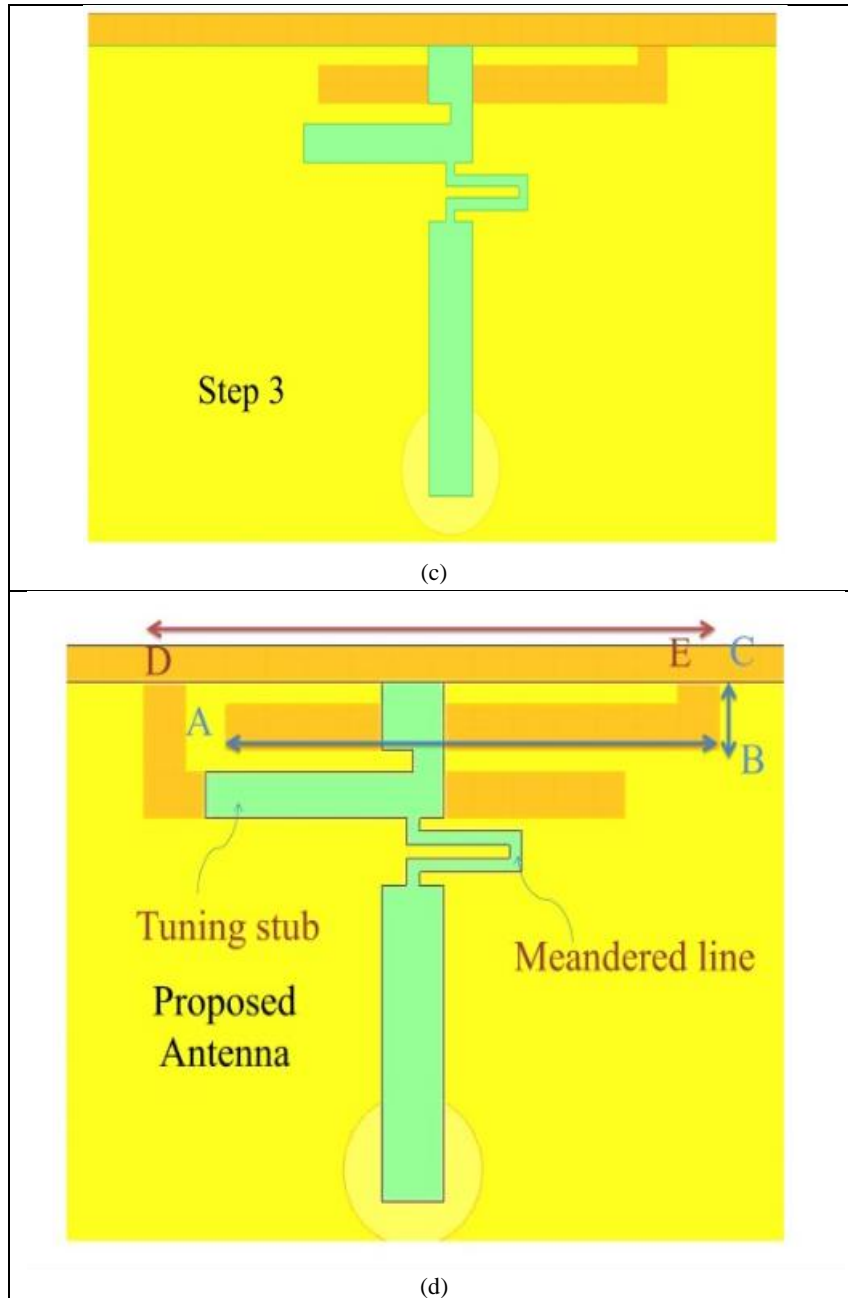 Step 3
(c)
D
E
C
A
B
Tuning stub
Meandered line
Proposed
Antenna
(d)